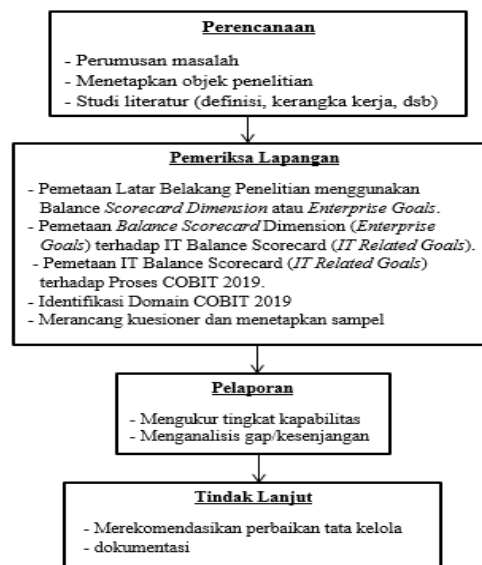 Perencanaan
- Perumusan masalah
- Menetapkan objek penelitian
- Studi literatur (definisi, kerangka kerja, dsb)
Pemeriksa Lapangan
- Pemetaan Latar Belakang Penelitian menggunakan
Balance Scorecard Dimension atau Enterprise Goals.
- Pemetaan Balance Scorecard Dimension (Enterprise
Goals) terhadap IT Balance Scorecard (IT Related Goals).
- Pemetaan IT Balance Scorecard (IT Related Goals)
terhadap Proses COBIT 2019.
- Identifikasi Domain COBIT 2019
- Merancang kuesioner dan menetapkan sampel
Pelaporan
- Mengukur tingkat kapabilitas
- Menganalisis gap/kesenjangan
Tindak Lanjut
- Merekomendasikan perbaikan tata kelola
- dokumentasi